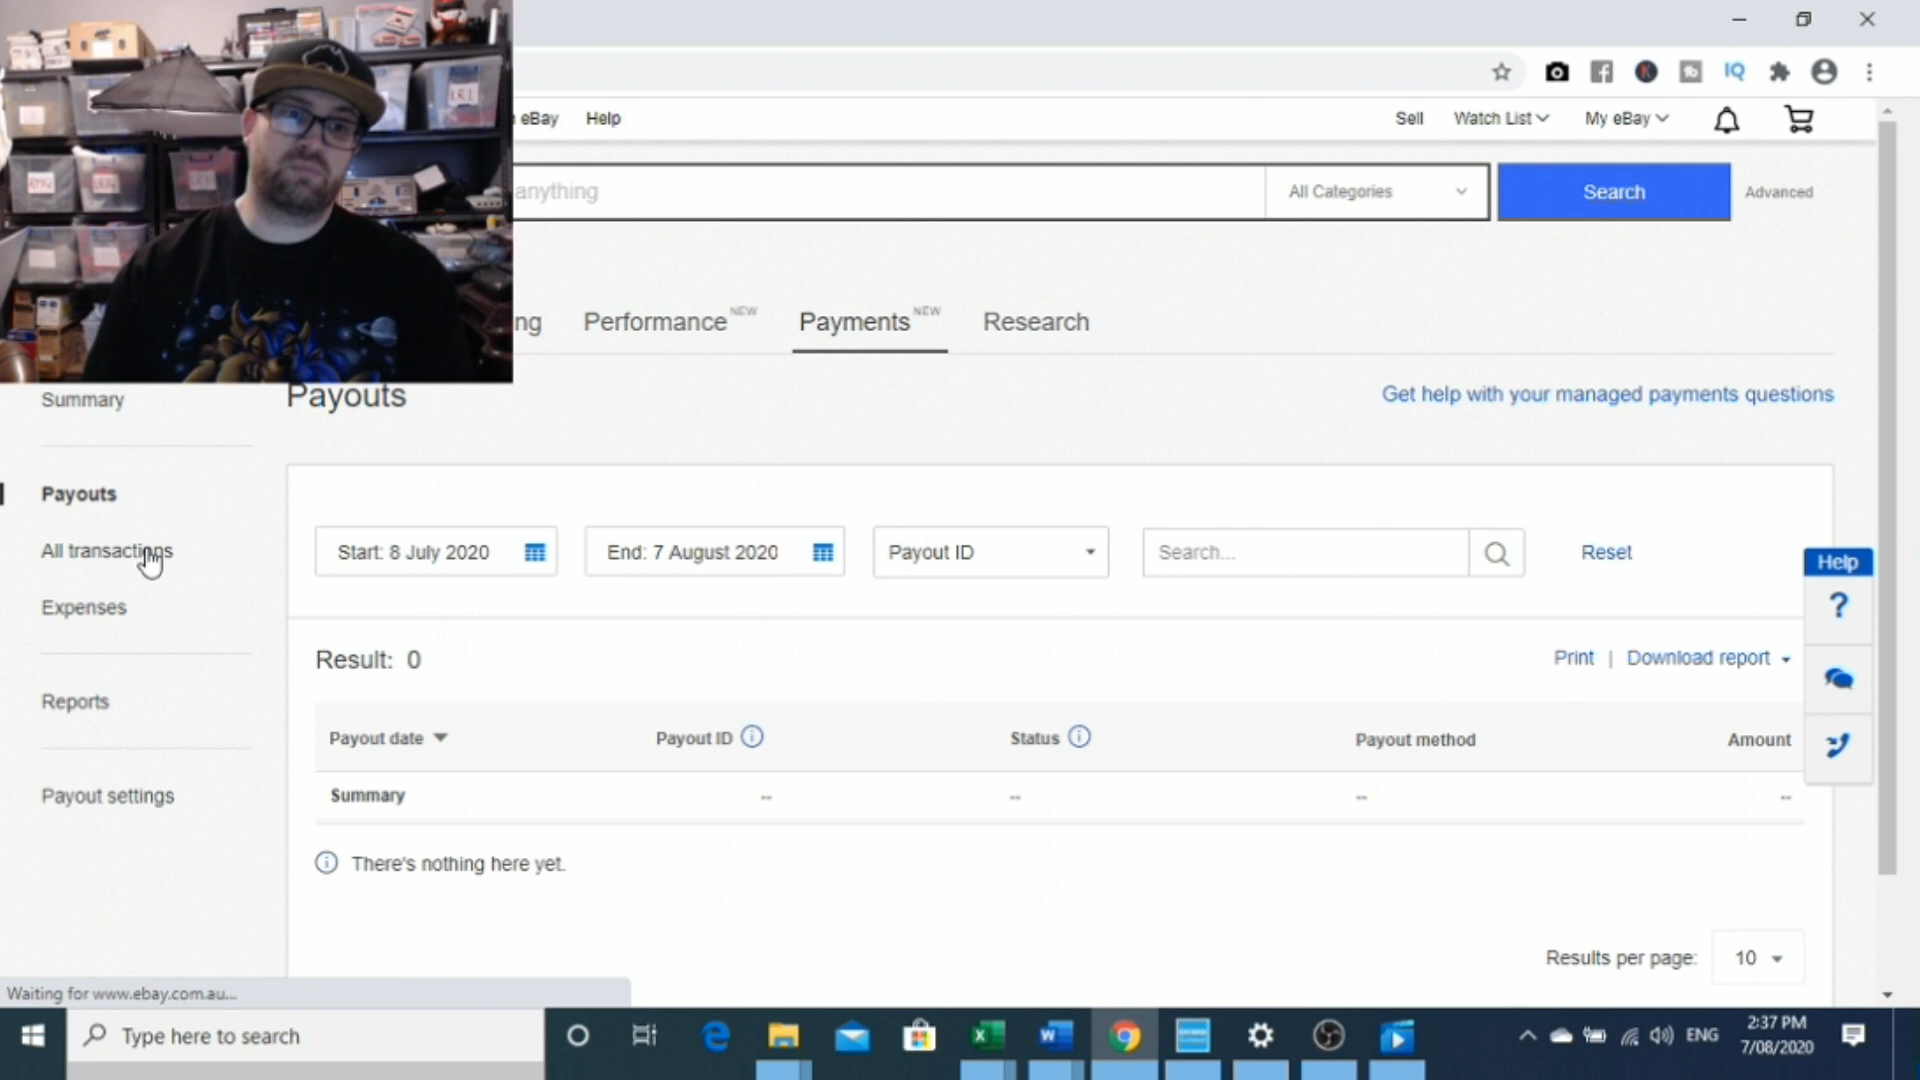 eBay Help Sell Watch List My eBay
anything All Categories Search Advanced
ng Performance NEW Payments NEW Research
Summary
Payouts
Get help with your managed payments questions
Payouts
All transactions
Expenses
Reports
Payout settings
Start: 8 July 2020 End: 7 August 2020 Payout ID Search... Reset
Help
?
Result: 0 Print | Download report
Payout date Payout ID Status Payout method Amount
Summary -- -- -- --
There's nothing here yet.
Results per page: 10
Waiting for www.ebay.com.au...
Type here to search
ENG
2:37 PM
7/08/2020
IQ
K
LR1